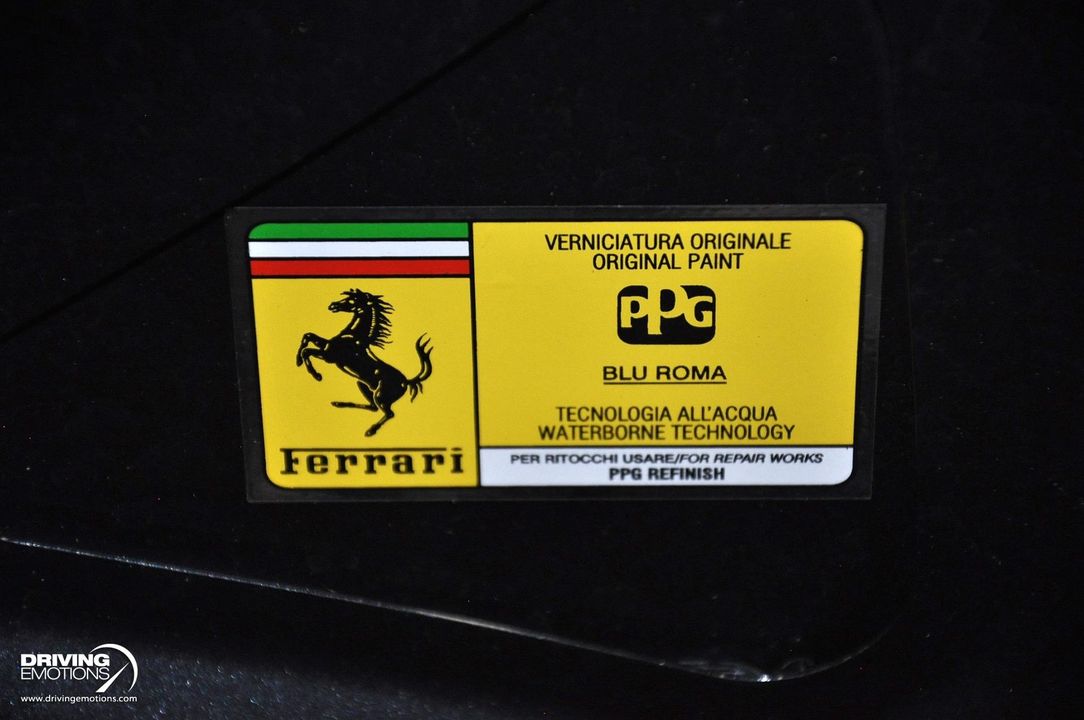 VERNICIATURA ORIGINALE
ORIGINAL PAINT
PPG
BLU ROMA
TECNOLOGIA ALL'ACQUA
WATERBORNE TECHNOLOGY
PER RITOCCHI USARE/FOR REPAIR WORKS
PPG REFINISH
Ferrari
DRIVING
EMOTIONS
www.drivingemotions.com